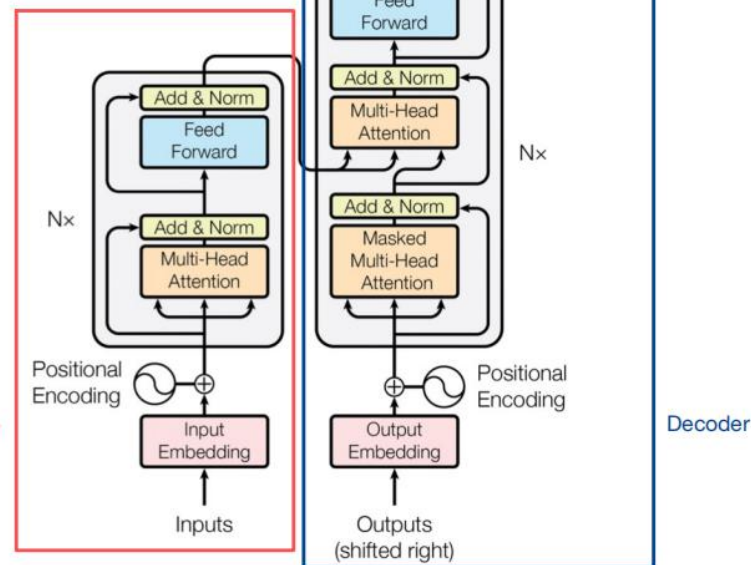 Add & Norm
Feed
Forward
Nx
Add & Norm
Multi-Head
Attention
Positional
Encoding
Input
Embedding
Inputs
Feed
Forward
Add & Norm
Multi-Head
Attention
Nx
Add & Norm
Masked
Multi-Head
Attention
Positional
Encoding
Output
Embedding
Outputs
(shifted right)
Decoder